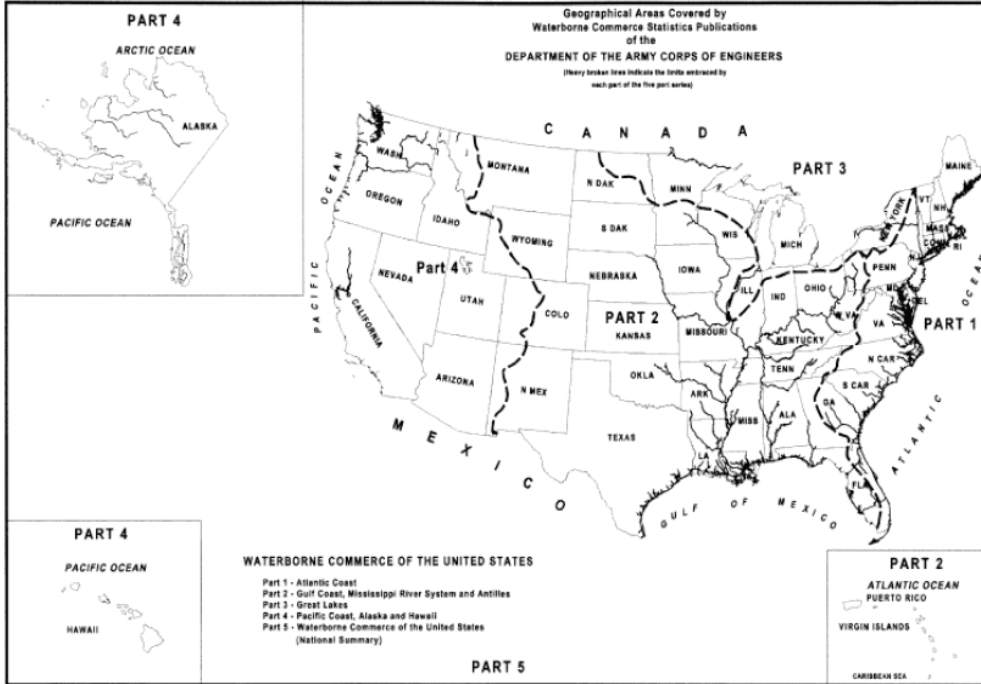 PART 4
ARCTIC OCEAN
ALASKA
PACIFIC OCEAN
Geographical Areas Covered by
Waterborne Commerce Statistics Publications
of the
DEPARTMENT OF THE ARMY CORPS OF ENGINEERS
(Heavy broken lines indicate the limits embraced by
each part of the five part series)
CANADA
PACIFIC OCEAN
WASH
OREGON
IDAHO
MONTANA
WYOMING
NEVADA
Part 4
UTAH
COLO
CALIFORNIA
ARIZONA
N MEX
N DAK
S DAK
NEBRASKA
PART 2
KANSAS
OKLA
TEXAS
MINN
WIS
IOWA
MISSOURI
ARK
LA
PART 3
MICH
ILL
IND
OHIO
KENTUCKY
TENN
MISS
ALA
GA
FLA
MAINE
VT
NH
MASS
CONN
RI
NEW YORK
PENN
MD
DEL
W VA
VA
N CAR
S CAR
PART 1
ATLANTIC OCEAN
MEXICO
GULF OF MEXICO
PART 4
PACIFIC OCEAN
HAWAII
WATERBORNE COMMERCE OF THE UNITED STATES
Part 1 - Atlantic Coast
Part 2 - Gulf Coast, Mississippi River System and Antilles
Part 3 - Great Lakes
Part 4 - Pacific Coast, Alaska and Hawaii
Part 5 - Waterborne Commerce of the United States
(National Summary)
PART 5
PART 2
ATLANTIC OCEAN
PUERTO RICO
VIRGIN ISLANDS
CARIBBEAN SEA